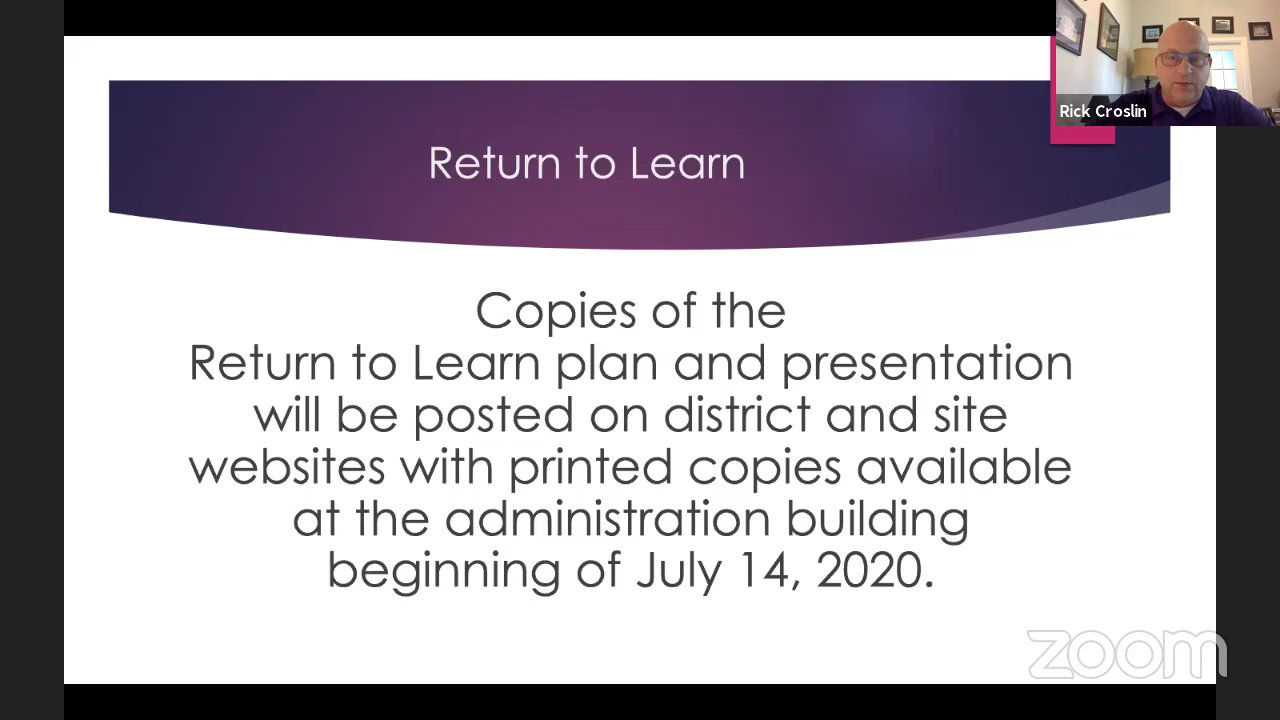 Rick Croslin
Return to Learn
Copies of the
Return to Learn plan and presentation
will be posted on district and site
websites with printed copies available
at the administration building
beginning of July 14, 2020.
zoom